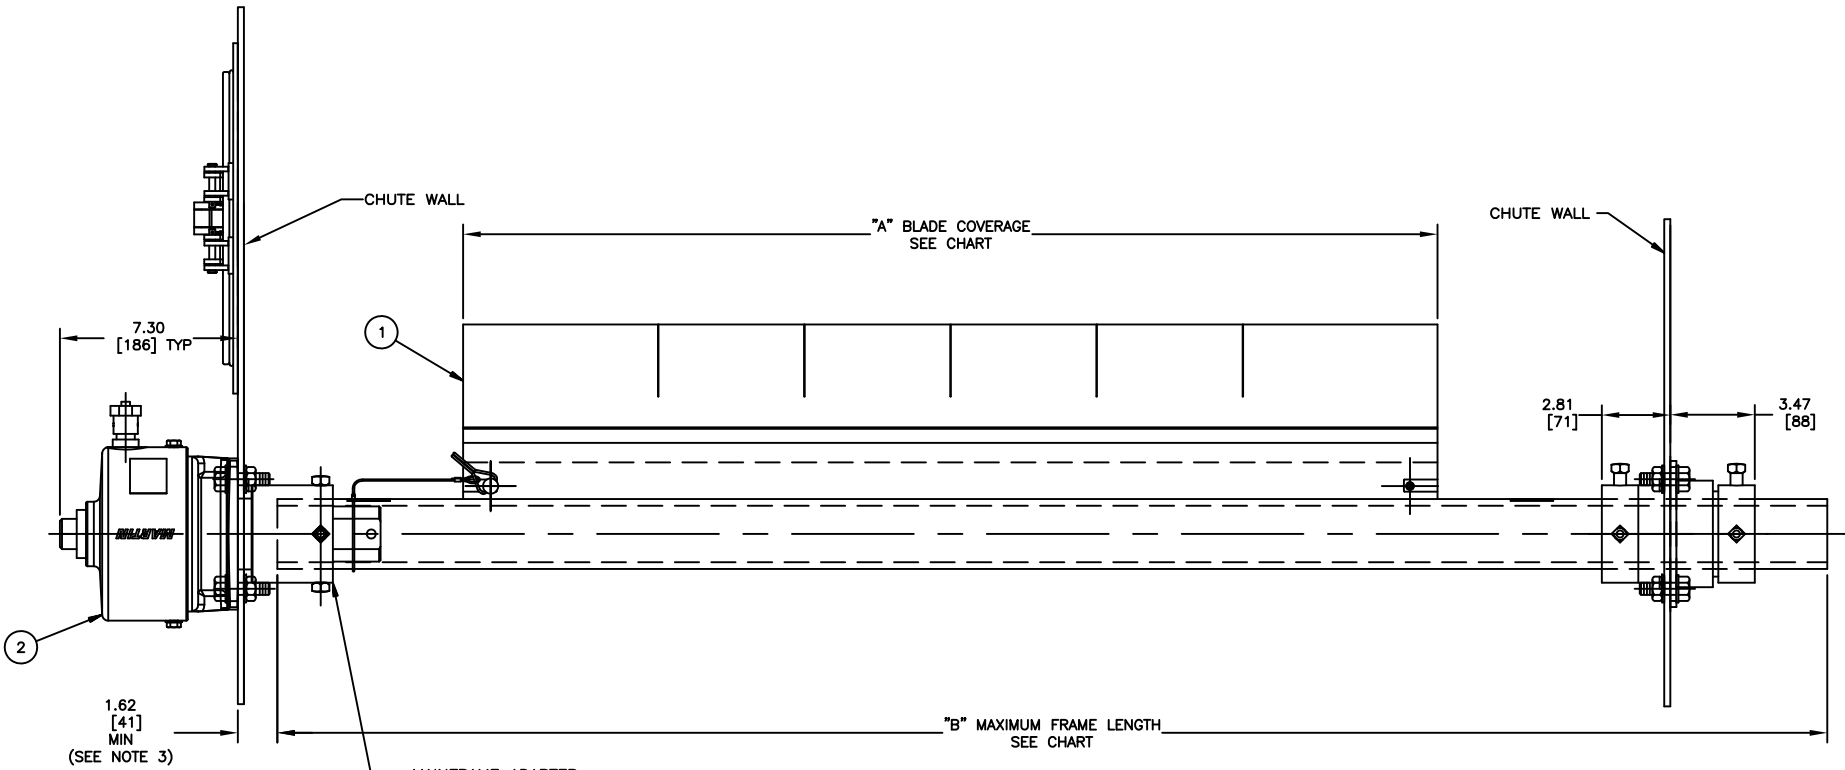 CHUTE WALL
CHUTE WALL
"A" BLADE COVERAGE
SEE CHART
7.30
[186] TYP
1
2.81
[71]
3.47
[88]
MARTIN
2
1.62
[41]
MIN
(SEE NOTE 3)
"B" MAXIMUM FRAME LENGTH
SEE CHART